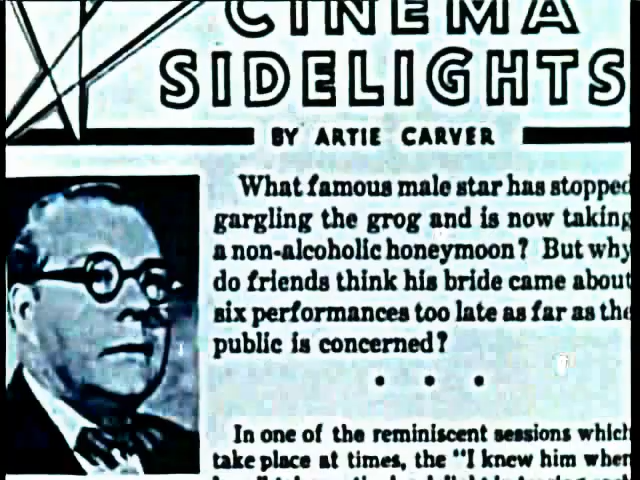 CINEMA
SIDELIGHTS
BY ARTIE CARVER
What famous male star has stopped
gargling the grog and is now taking
a non-alcoholic honeymoon? But why
do friends think his bride came about
six performances too late as far as the
public is concerned?
• • •
In one of the reminiscent sessions which
take place at times, the "I knew him when